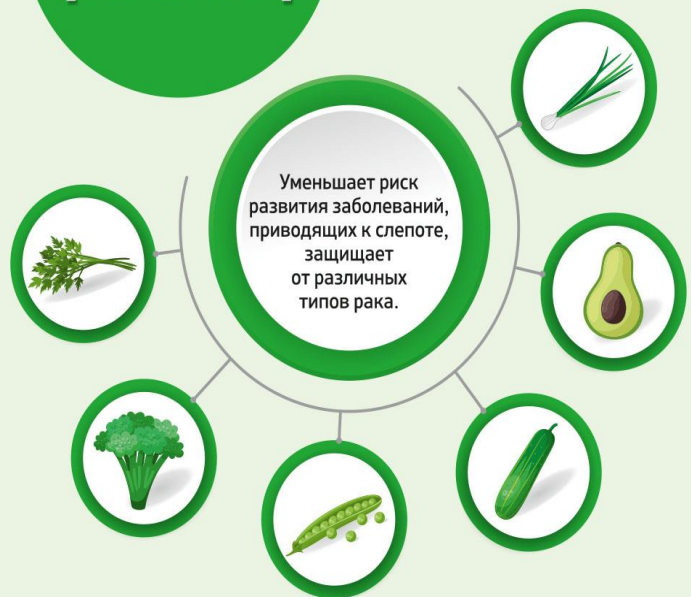 Уменьшает риск
развития заболеваний,
приводящих к слепоте,
защищает
от различных
типов рака.